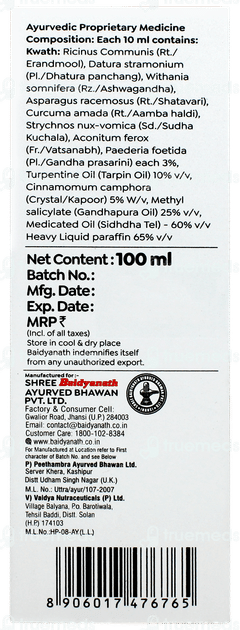 Ayurvedic Proprietary Medicine
Composition: Each 10 ml contains:
Kwath: Ricinus Communis (Rt./
Erandmool), Datura stramonium
(Pl./Dhatura panchang), Withania
somnifera (Rz./Ashwagandha),
Asparagus racemosus (Rt./Shatavari),
Curcuma amada (Rt./Aamba haldi),
Strychnos nux-vomica (Sd./Sudha
Kuchala), Aconitum ferox
(Fr./Vatsanabh), Paederia foetida
(Pl./Gandha prasarini) each 3%,
Turpentine Oil (Tarpin Oil) 10% v/v,
Cinnamomum camphora
(Crystal/Kapoor) 5% W/v, Methyl
salicylate (Gandhapura Oil) 25% v/v,
Medicated Oil (Sidhdha Tel) - 60% v/v
Heavy Liquid paraffin 65% v/v
Net Content : 100 ml
Batch No.:
Mfg. Date:
Exp. Date:
MRP ₹
(Incl. of all taxes)
Store in cool & dry place
Baidyanath indemnifies itself
from any unauthorized export.
Manufactured for :-
SHREE Baidyanath
AYURVED BHAWAN
PVT. LTD.
Factory & Consumer Cell:
Gwalior Road, Jhansi (U.P.) 284003
Email: contact@baidyanath.co.in
Customer Care: 1800-102-8384
www.baidyanath.co.in
For Manufactured at Location refer to First
character of Batch No. and see Below
P) Peethambra Ayurved Bhawan Ltd.
Server Khera, Kashipur
Distt Udham Singh Nagar (U.K.)
M.L. No.: Uttra/ayur/107-2007
V) Vaidya Nutraceuticals (P) Ltd.
Village Balyana, Po. Barotiwala,
Tehsil Baddi, Distt. Solan
(H.P) 174103
M.L.No.:HP-08-AY(L.L.)
8 906017 476765